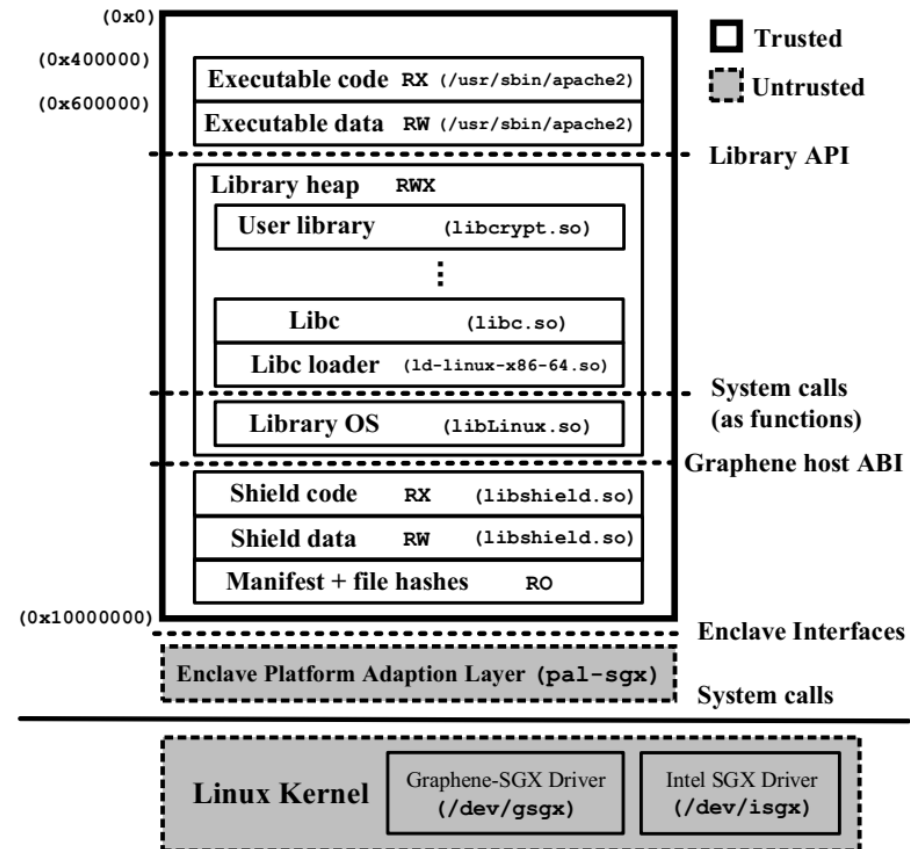 (0x0)
Trusted
(0x400000)
Executable code RX (/usr/sbin/apache2)
Untrusted
(0x600000)
Executable data RW (/usr/sbin/apache2)
Library API
Library heap RWX
User library (libcrypt.so)
⋮
Libc (libc.so)
Libc loader (ld-linux-x86-64.so)
System calls
(as functions)
Library OS (libLinux.so)
Graphene host ABI
Shield code RX (libshield.so)
Shield data RW (libshield.so)
Manifest + file hashes RO
(0x10000000)
Enclave Interfaces
Enclave Platform Adaption Layer (pal-sgx)
System calls
Linux Kernel
Graphene-SGX Driver
(/dev/gsgx)
Intel SGX Driver
(/dev/isgx)